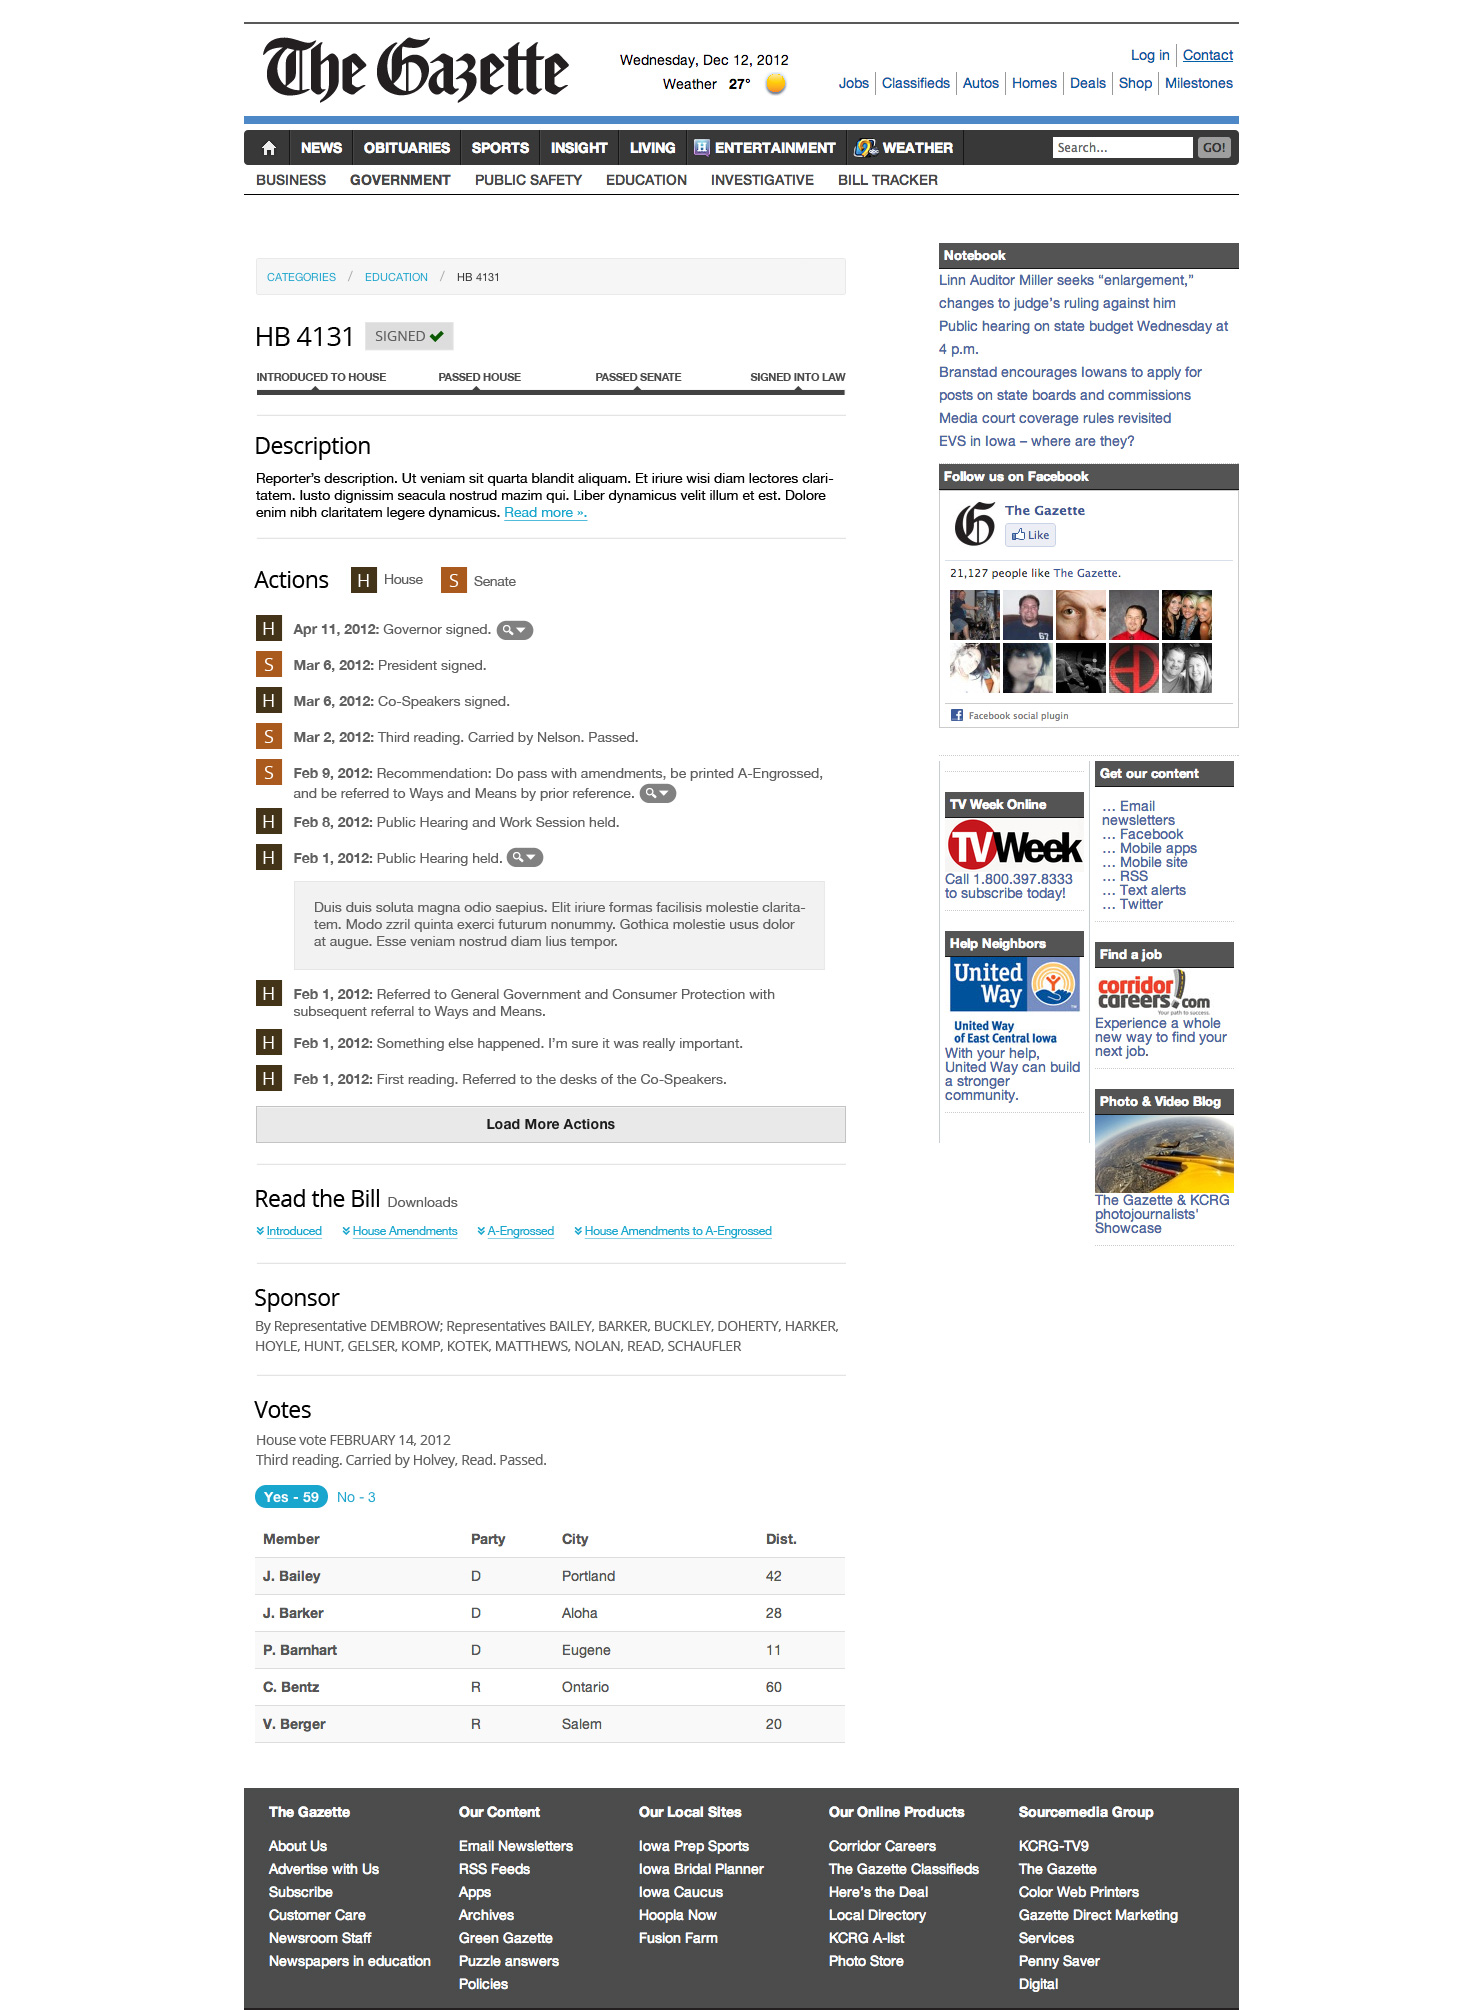 The Gazette
Wednesday, Dec 12, 2012
Weather 27°
Log in Contact
Jobs Classifieds Autos Homes Deals Shop Milestones
NEWS OBITUARIES SPORTS INSIGHT LIVING H ENTERTAINMENT WEATHER Search... GO!
BUSINESS GOVERNMENT PUBLIC SAFETY EDUCATION INVESTIGATIVE BILL TRACKER
CATEGORIES / EDUCATION / HB 4131
HB 4131 SIGNED
INTRODUCED TO HOUSE PASSED HOUSE PASSED SENATE SIGNED INTO LAW
Description
Reporter’s description. Ut veniam sit quarta blandit aliquam. Et iriure wisi diam lectores clari-
tatem. Iusto dignissim seacula nostrud mazim qui. Liber dynamicus velit illum et est. Dolore
enim nibh claritatem legere dynamicus. Read more ».
Actions H House S Senate
H Apr 11, 2012: Governor signed.
S Mar 6, 2012: President signed.
H Mar 6, 2012: Co-Speakers signed.
S Mar 2, 2012: Third reading. Carried by Nelson. Passed.
S Feb 9, 2012: Recommendation: Do pass with amendments, be printed A-Engrossed,
and be referred to Ways and Means by prior reference.
H Feb 8, 2012: Public Hearing and Work Session held.
H Feb 1, 2012: Public Hearing held.
Duis duis soluta magna odio saepius. Elit iriure formas facilisis molestie clarita-
tem. Modo zzril quinta exerci futurum nonummy. Gothica molestie usus dolor
at augue. Esse veniam nostrud diam lius tempor.
H Feb 1, 2012: Referred to General Government and Consumer Protection with
subsequent referral to Ways and Means.
H Feb 1, 2012: Something else happened. I’m sure it was really important.
H Feb 1, 2012: First reading. Referred to the desks of the Co-Speakers.
Load More Actions
Read the Bill Downloads
Introduced House Amendments A-Engrossed House Amendments to A-Engrossed
Sponsor
By Representative DEMBROW; Representatives BAILEY, BARKER, BUCKLEY, DOHERTY, HARKER,
HOYLE, HUNT, GELSER, KOMP, KOTEK, MATTHEWS, NOLAN, READ, SCHAUFLER
Votes
House vote FEBRUARY 14, 2012
Third reading. Carried by Holvey, Read. Passed.
Yes - 59 No - 3
Member Party City Dist.
J. Bailey D Portland 42
J. Barker D Aloha 28
P. Barnhart D Eugene 11
C. Bentz R Ontario 60
V. Berger R Salem 20
Notebook
Linn Auditor Miller seeks “enlargement,”
changes to judge’s ruling against him
Public hearing on state budget Wednesday at
4 p.m.
Branstad encourages Iowans to apply for
posts on state boards and commissions
Media court coverage rules revisited
EVS in Iowa – where are they?
Follow us on Facebook
G The Gazette
Like
21,127 people like The Gazette.
67
HD
Facebook social plugin
TV Week Online
TV Week
Call 1.800.397.8333
to subscribe today!
Help Neighbors
United
Way
United Way
of East Central Iowa
With your help,
United Way can build
a stronger
community.
Get our content
... Email
newsletters
... Facebook
... Mobile apps
... Mobile site
... RSS
... Text alerts
... Twitter
Find a job
corridor
careers.com
Your path to success.
Experience a whole
new way to find your
next job.
Photo & Video Blog
The Gazette & KCRG
photojournalists'
Showcase
The Gazette
About Us
Advertise with Us
Subscribe
Customer Care
Newsroom Staff
Newspapers in education
Our Content
Email Newsletters
RSS Feeds
Apps
Archives
Green Gazette
Puzzle answers
Policies
Our Local Sites
Iowa Prep Sports
Iowa Bridal Planner
Iowa Caucus
Hoopla Now
Fusion Farm
Our Online Products
Corridor Careers
The Gazette Classifieds
Here’s the Deal
Local Directory
KCRG A-list
Photo Store
Sourcemedia Group
KCRG-TV9
The Gazette
Color Web Printers
Gazette Direct Marketing
Services
Penny Saver
Digital